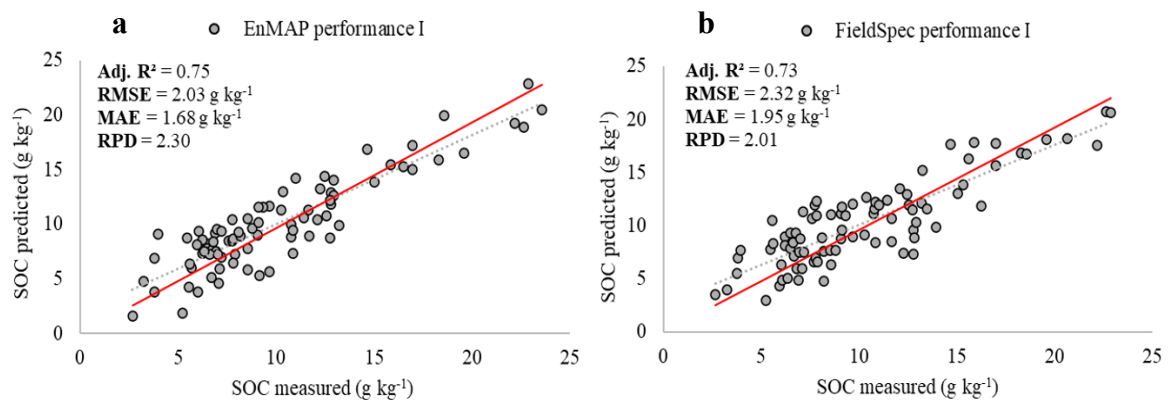 a
EnMAP performance I
Adj. R² = 0.75
RMSE = 2.03 g kg⁻¹
MAE = 1.68 g kg⁻¹
RPD = 2.30
SOC predicted (g kg⁻¹)
25
20
15
10
5
0
0 5 10 15 20 25
SOC measured (g kg⁻¹)
b
FieldSpec performance I
Adj. R² = 0.73
RMSE = 2.32 g kg⁻¹
MAE = 1.95 g kg⁻¹
RPD = 2.01
SOC predicted (g kg⁻¹)
25
20
15
10
5
0
0 5 10 15 20 25
SOC measured (g kg⁻¹)